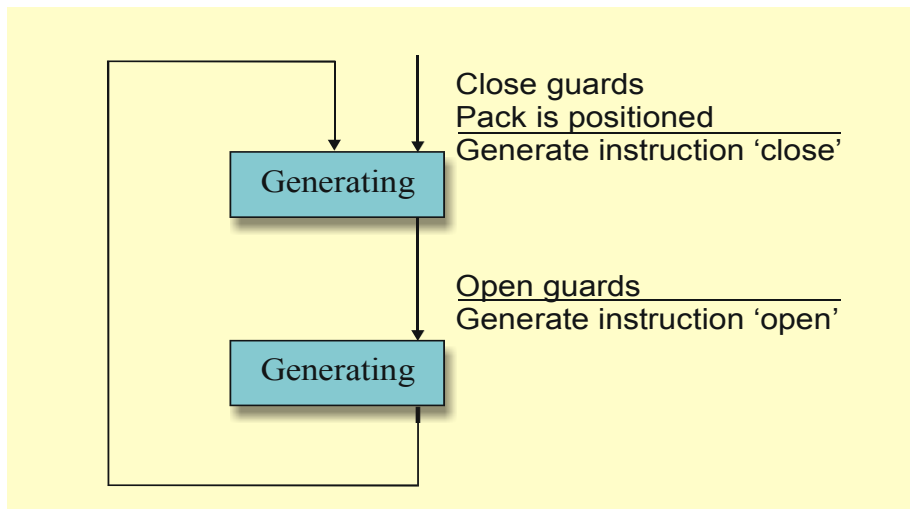 Close guards
Pack is positioned
Generate instruction ‘close’
Generating
Open guards
Generate instruction ‘open’
Generating